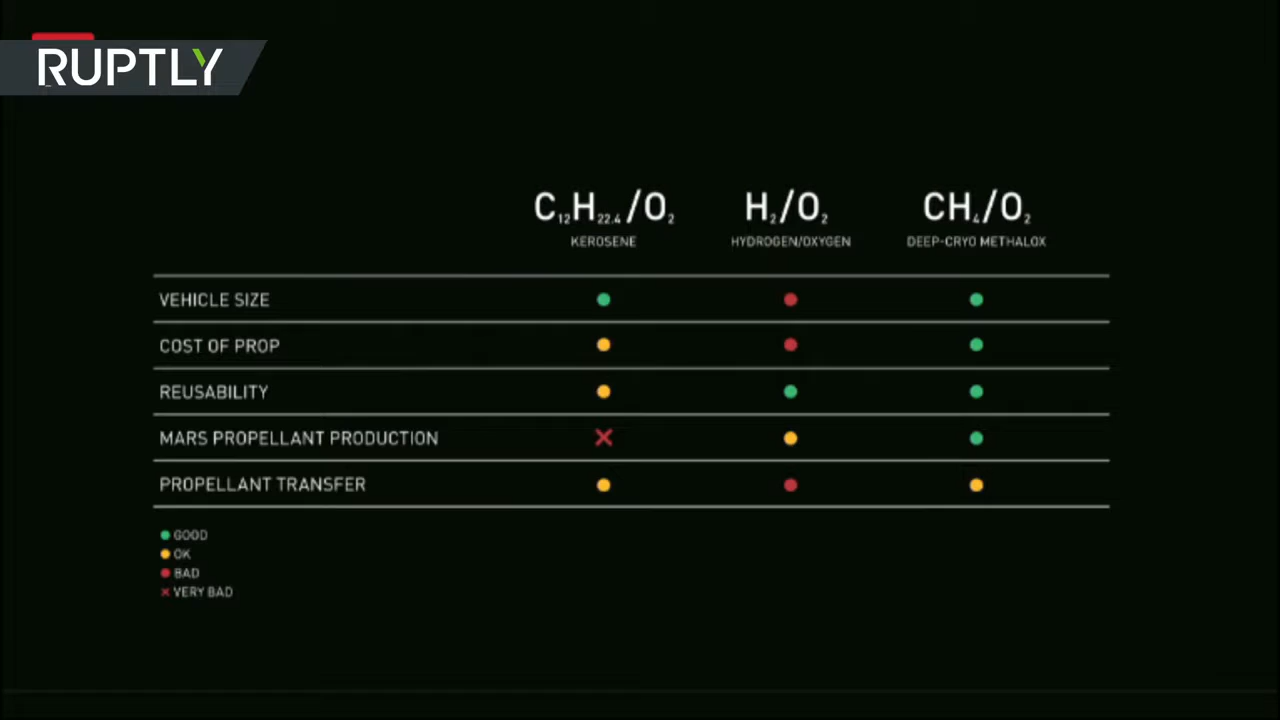 RUPTLY
C₁₂H₂₂.₄/O₂ H₂/O₂ CH₄/O₂
KEROSENE HYDROGEN/OXYGEN DEEP-CRYO METHALOX
VEHICLE SIZE
COST OF PROP
REUSABILITY
MARS PROPELLANT PRODUCTION
PROPELLANT TRANSFER
GOOD
OK
BAD
VERY BAD